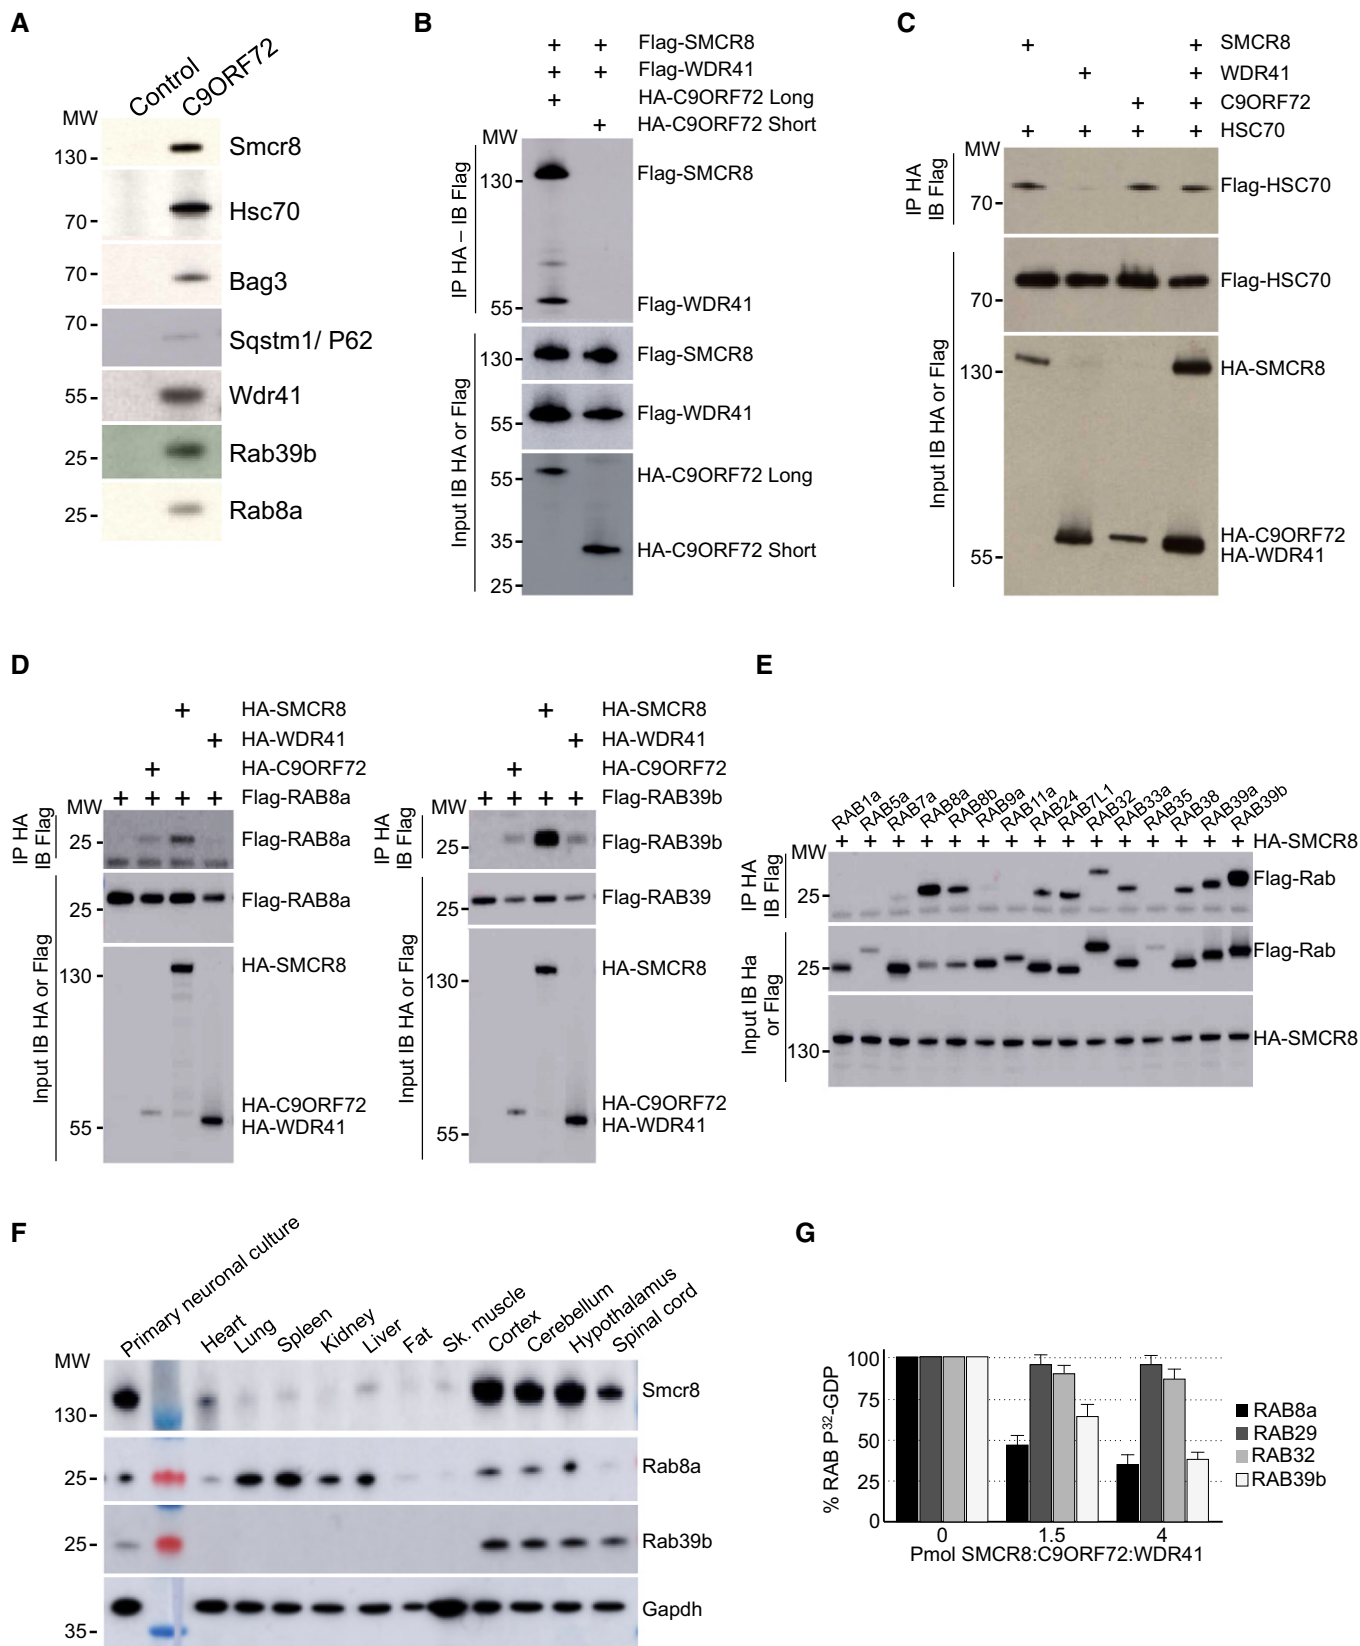 A
Control
C9ORF72
MW
130-
Smcr8
70-
Hsc70
70-
Bag3
70-
Sqstm1/ P62
55-
Wdr41
25-
Rab39b
25-
Rab8a
B
+ + Flag-SMCR8
+ + Flag-WDR41
+ HA-C9ORF72 Long
+ HA-C9ORF72 Short
MW
IP HA – IB Flag
130-
Flag-SMCR8
55-
Flag-WDR41
Input IB HA or Flag
130-
Flag-SMCR8
55-
Flag-WDR41
55-
HA-C9ORF72 Long
35-
HA-C9ORF72 Short
25-
C
+ + SMCR8
+ + WDR41
+ + C9ORF72
+ + + + HSC70
MW
IP HA
IB Flag
70-
Flag-HSC70
Input IB HA or Flag
Flag-HSC70
70-
130-
HA-SMCR8
HA-C9ORF72
55-
HA-WDR41
D
+ HA-SMCR8
+ HA-WDR41
+ HA-C9ORF72
+ + + + Flag-RAB8a
MW
IP HA
IB Flag
25-
Flag-RAB8a
Input IB HA or Flag
Flag-RAB8a
25-
130-
HA-SMCR8
HA-C9ORF72
55-
HA-WDR41
+ HA-SMCR8
+ HA-WDR41
+ HA-C9ORF72
+ + + + Flag-RAB39b
MW
IP HA
IB Flag
25-
Flag-RAB39b
Input IB HA or Flag
Flag-RAB39
25-
130-
HA-SMCR8
HA-C9ORF72
55-
HA-WDR41
E
RAB1a
RAB5a
RAB7a
RAB8a
RAB8b
RAB9a
RAB11a
RAB24
RAB7L1
RAB32
RAB33a
RAB35
RAB38
RAB39a
RAB39b
+ + + + + + + + + + + + + + + HA-SMCR8
MW
IP HA
IB Flag
25-
Flag-Rab
Input IB Ha
or Flag
Flag-Rab
25-
HA-SMCR8
130-
F
Primary neuronal culture
Heart
Lung
Spleen
Kidney
Liver
Fat
Sk. muscle
Cortex
Cerebellum
Hypothalamus
Spinal cord
MW
130-
Smcr8
25-
Rab8a
25-
Rab39b
Gapdh
35-
G
% RAB P32-GDP
100
75
50
25
0
0 1.5 4
Pmol SMCR8:C9ORF72:WDR41
RAB8a
RAB29
RAB32
RAB39b